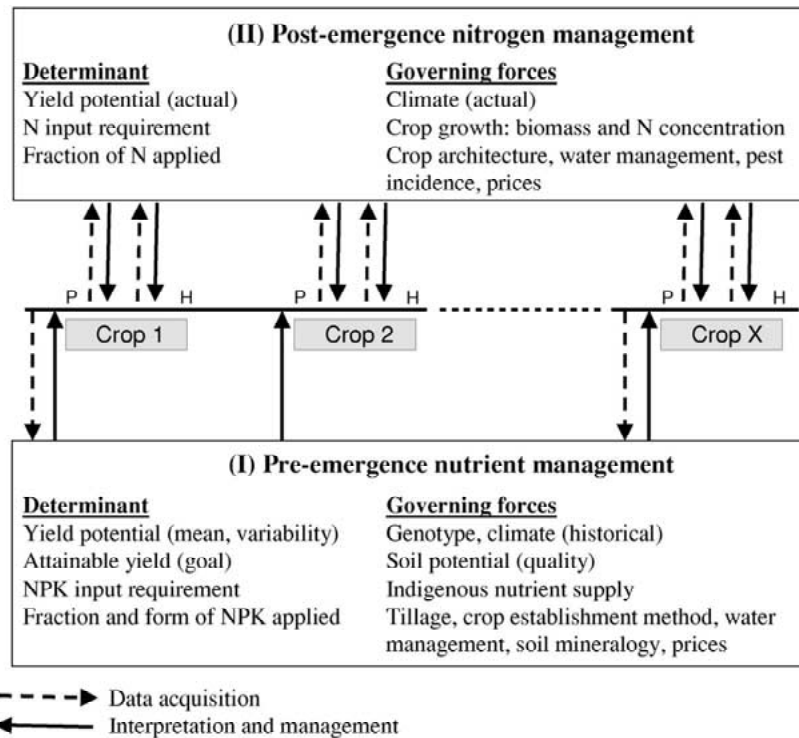 (II) Post-emergence nitrogen management
Determinant
Yield potential (actual)
N input requirement
Fraction of N applied
Governing forces
Climate (actual)
Crop growth: biomass and N concentration
Crop architecture, water management, pest
incidence, prices
P H P H P H
Crop 1 Crop 2 Crop X
(I) Pre-emergence nutrient management
Determinant
Yield potential (mean, variability)
Attainable yield (goal)
NPK input requirement
Fraction and form of NPK applied
Governing forces
Genotype, climate (historical)
Soil potential (quality)
Indigenous nutrient supply
Tillage, crop establishment method, water
management, soil mineralogy, prices
Data acquisition
Interpretation and management